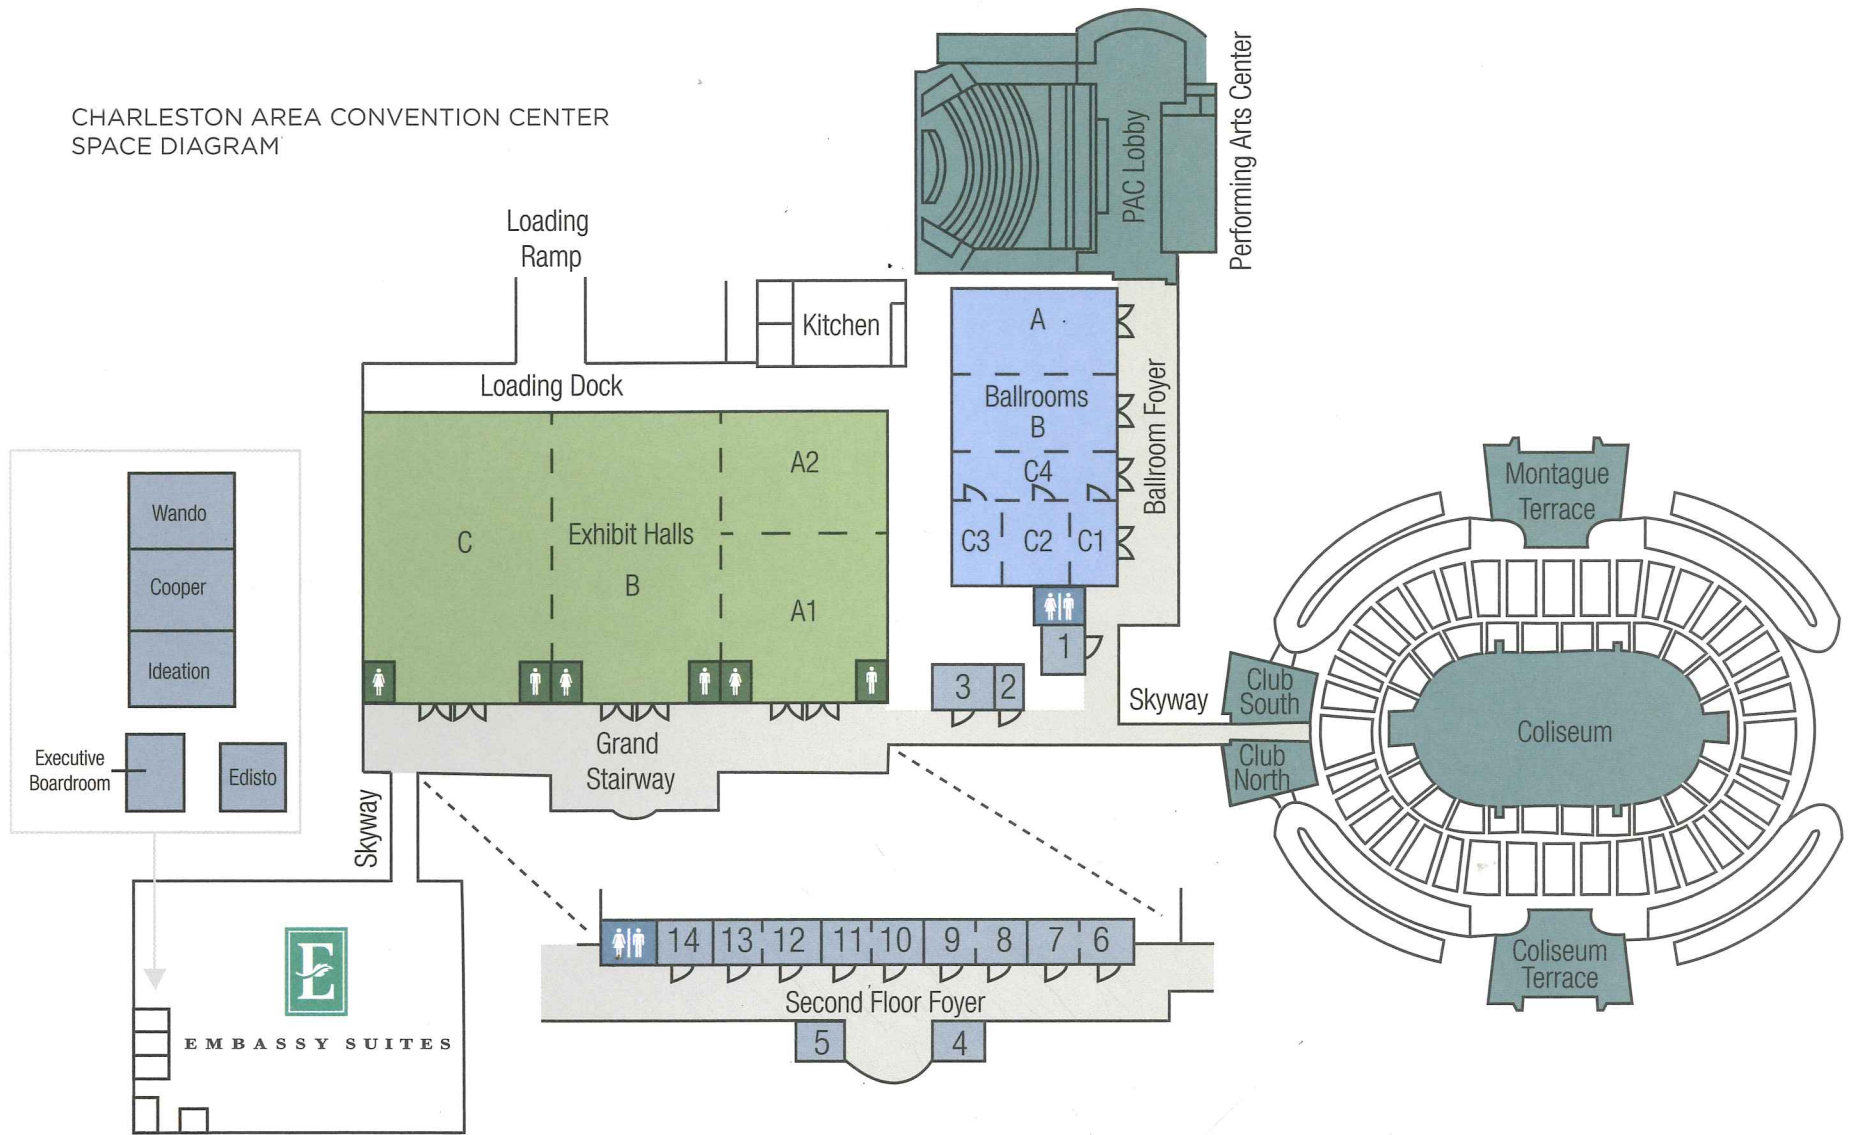 CHARLESTON AREA CONVENTION CENTER
SPACE DIAGRAM
Performing Arts Center
PAC Lobby
Loading
Ramp
Kitchen
Loading Dock
A
Ballrooms
B
C4
C3
C2
C1
Ballroom Foyer
A2
Exhibit Halls
C
B
A1
1
3
2
Skyway
Grand
Stairway
Skyway
Wando
Cooper
Ideation
Executive
Boardroom
Edisto
E
EMBASSY SUITES
14
13
12
11
10
9
8
7
6
Second Floor Foyer
5
4
Montague
Terrace
Club
South
Coliseum
Club
North
Coliseum
Terrace